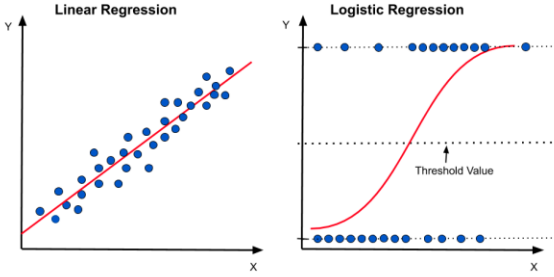 Linear Regression
Y
X
Logistic Regression
Y
Threshold Value
X